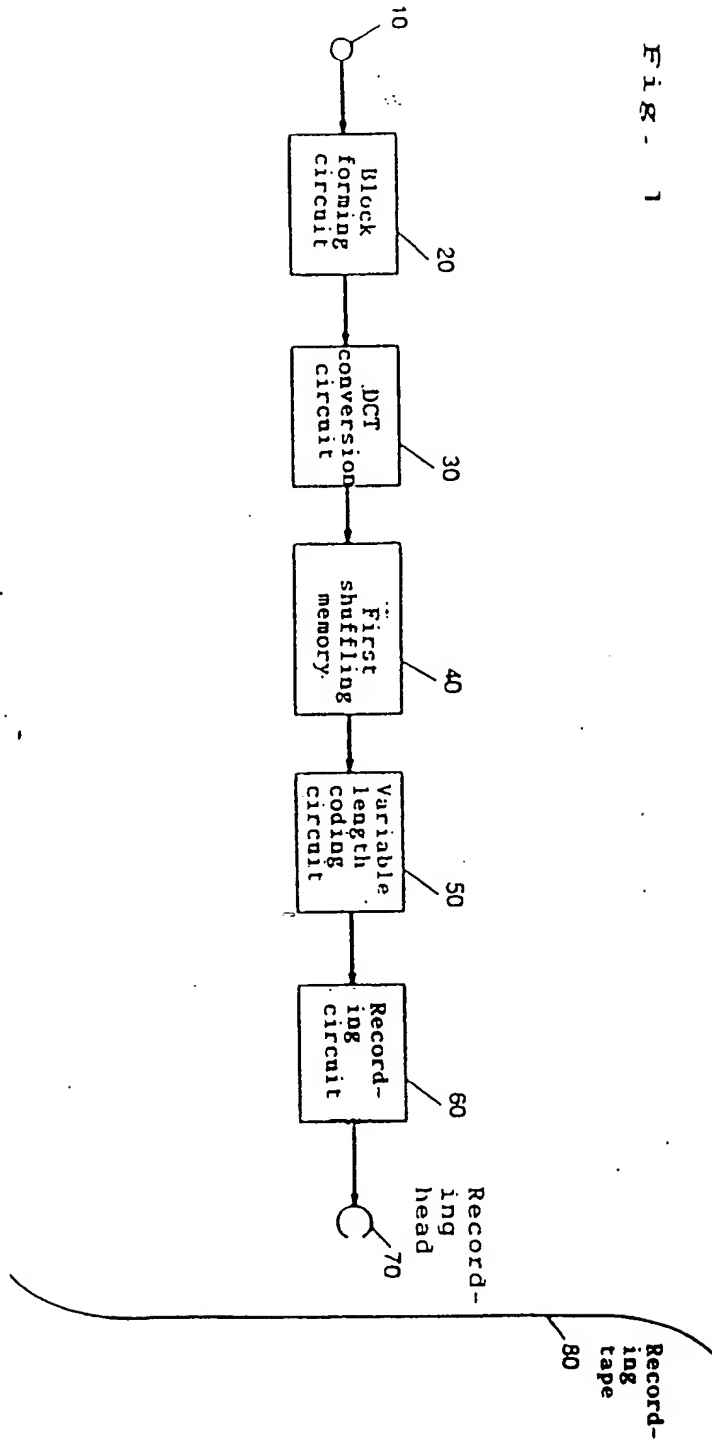 Fig. 1
10
Block
forming
circuit
20
DCT
conversion
circuit
30
First
shuffling
memory
40
Variable
length
coding
circuit
50
Record-
ing
circuit
60
Record-
ing
head
70
Record-
ing
tape
80